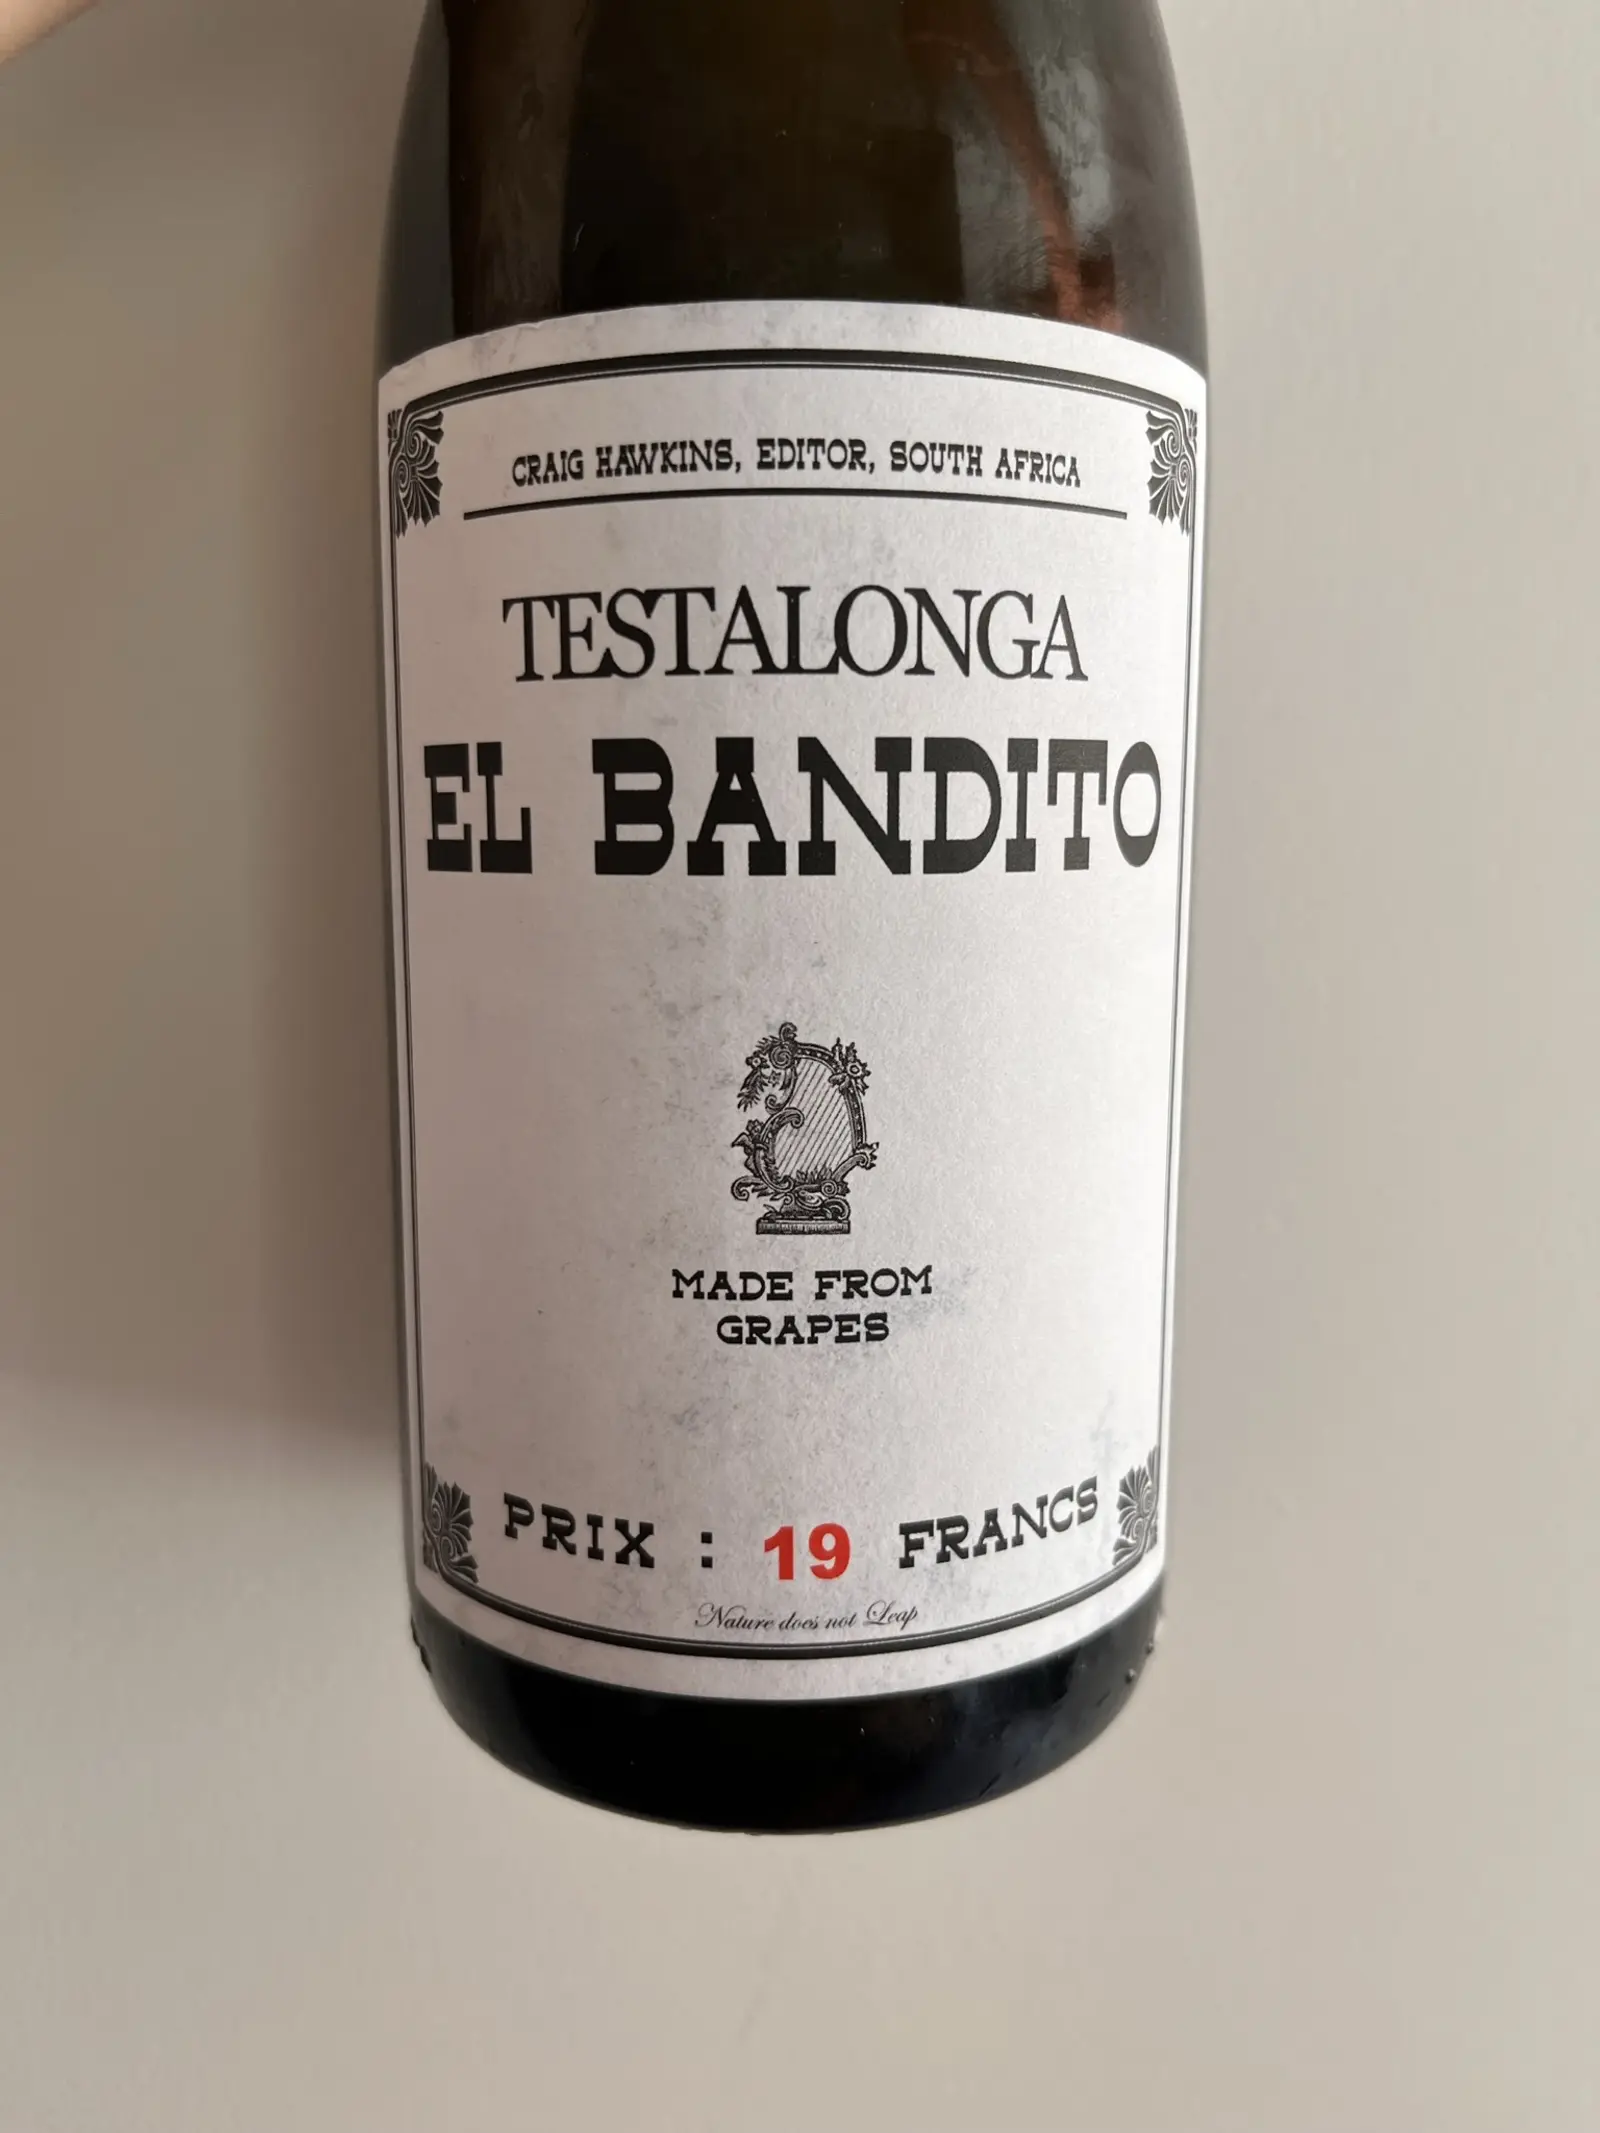 CRAIG HAWKINS, EDITOR, SOUTH AFRICA
TESTALONGA
EL BANDITO
MADE FROM
GRAPES
PRIX : 19 FRANCS
Nature does not Leap